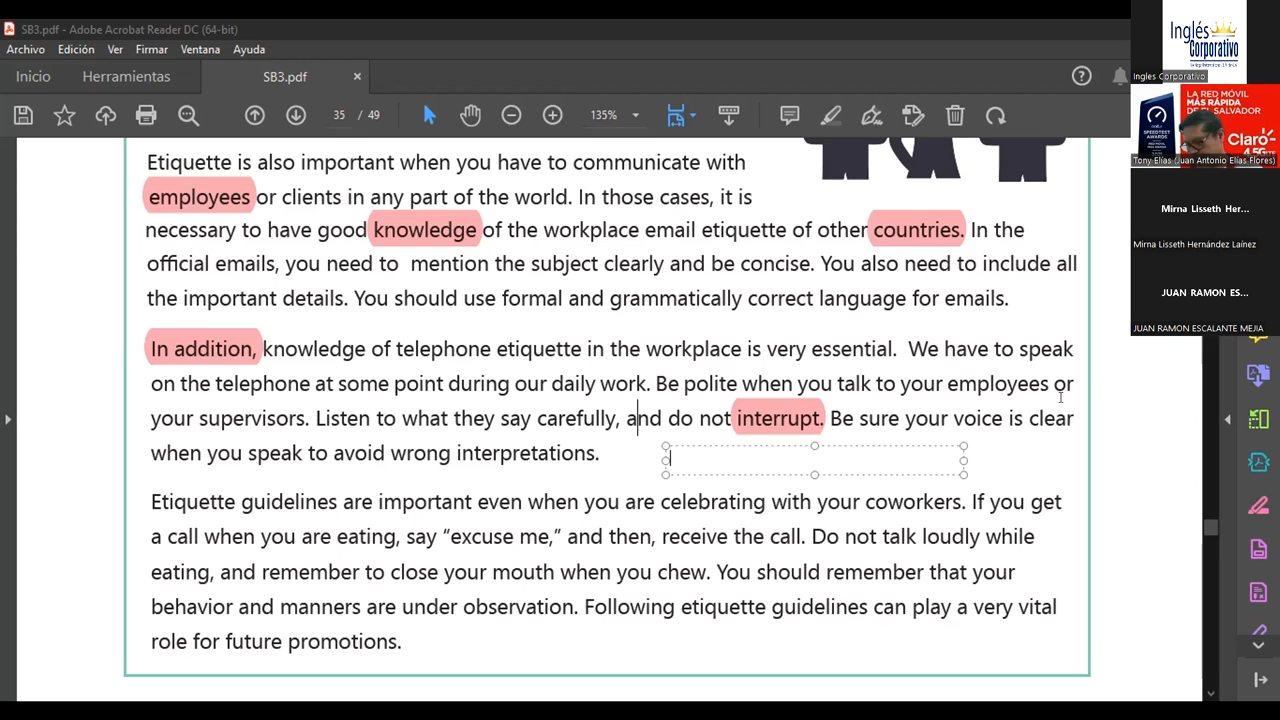 SB3.pdf - Adobe Acrobat Reader DC (64-bit)
Archivo Edición Ver Firmar Ventana Ayuda
Inicio Herramientas SB3.pdf ×
35 / 49 135%
Etiquette is also important when you have to communicate with
employees or clients in any part of the world. In those cases, it is
necessary to have good knowledge of the workplace email etiquette of other countries. In the
official emails, you need to mention the subject clearly and be concise. You also need to include all
the important details. You should use formal and grammatically correct language for emails.
In addition, knowledge of telephone etiquette in the workplace is very essential. We have to speak
on the telephone at some point during our daily work. Be polite when you talk to your employees or
your supervisors. Listen to what they say carefully, and do not interrupt. Be sure your voice is clear
when you speak to avoid wrong interpretations.
Etiquette guidelines are important even when you are celebrating with your coworkers. If you get
a call when you are eating, say “excuse me,” and then, receive the call. Do not talk loudly while
eating, and remember to close your mouth when you chew. You should remember that your
behavior and manners are under observation. Following etiquette guidelines can play a very vital
role for future promotions.
Inglés
Corporativo
Ingles Corporativo
SPEEDTEST
AWARDS
LA RED MÓVIL
MÁS RÁPIDA
DE EL SALVADOR
Claro
4.5G
Tony Elías (Juan Antonio Elías Flores)
Mirna Lisseth Her...
Mirna Lisseth Hernández Laínez
JUAN RAMON ES...
JUAN RAMON ESCALANTE MEJIA